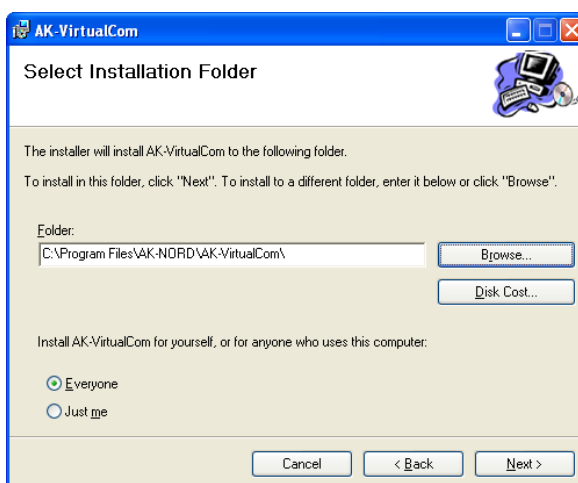 AK-VirtualCom
Select Installation Folder
The installer will install AK-VirtualCom to the following folder.
To install in this folder, click "Next". To install to a different folder, enter it below or click "Browse".
Folder:
C:\Program Files\AK-NORD\AK-VirtualCom\
Browse...
Disk Cost...
Install AK-VirtualCom for yourself, or for anyone who uses this computer:
Everyone
Just me
Cancel
< Back
Next >